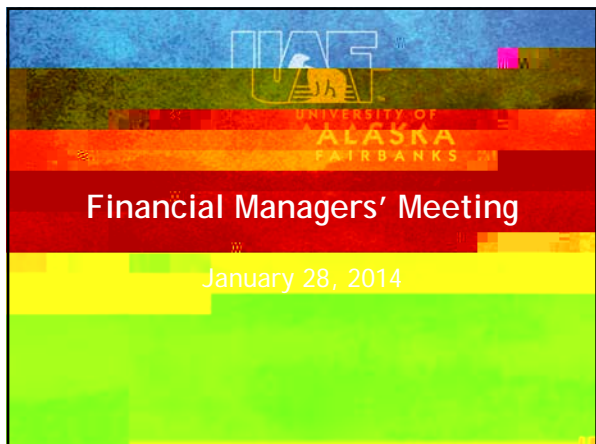 UAF
UNIVERSITY OF
ALASKA
FAIRBANKS
Financial Managers’ Meeting
January 28, 2014